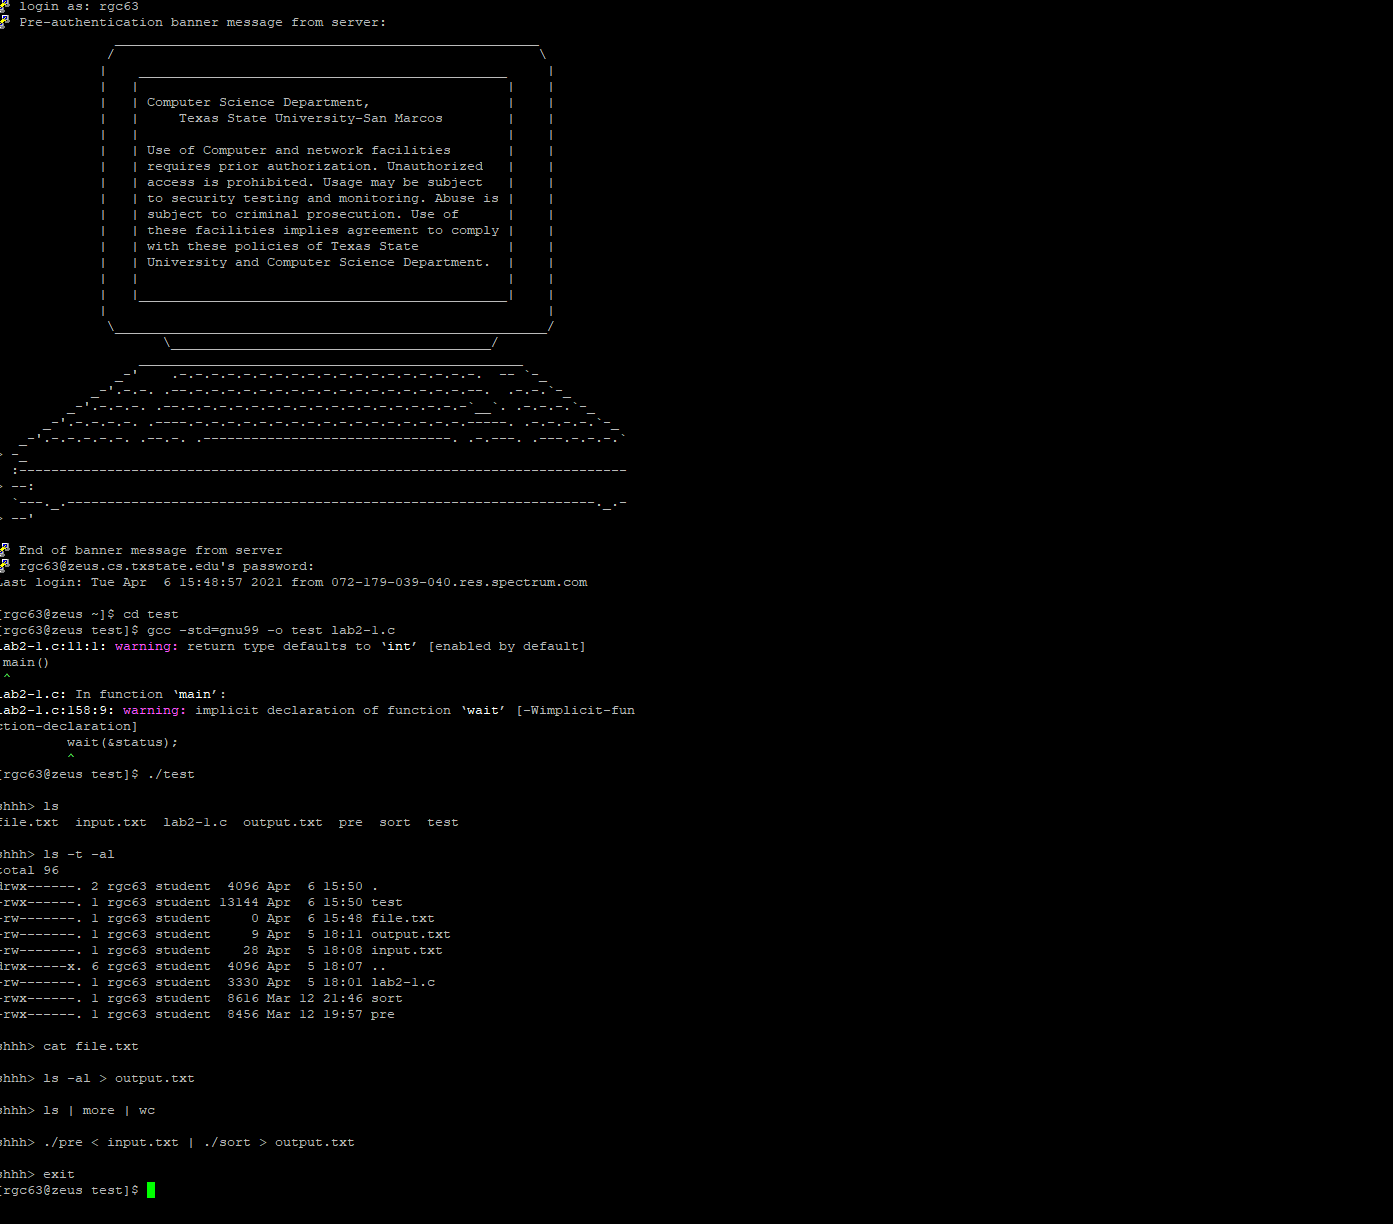 login as: rgc63
Pre-authentication banner message from server:
Computer Science Department,
Texas State University-San Marcos
Use of Computer and network facilities
requires prior authorization. Unauthorized
access is prohibited. Usage may be subject
to security testing and monitoring. Abuse is
subject to criminal prosecution. Use of
these facilities implies agreement to comply
with these policies of Texas State
University and Computer Science Department.
End of banner message from server
rgc63@zeus.cs.txstate.edu's password:
Last login: Tue Apr  6 15:48:57 2021 from 072-179-039-040.res.spectrum.com
[rgc63@zeus ~]$ cd test
[rgc63@zeus test]$ gcc -std=gnu99 -o test lab2-1.c
lab2-1.c:11:1: warning: return type defaults to ‘int’ [enabled by default]
main()
^
lab2-1.c: In function ‘main’:
lab2-1.c:158:9: warning: implicit declaration of function ‘wait’ [-Wimplicit-fun
ction-declaration]
wait(&status);
^
[rgc63@zeus test]$ ./test
shhh> ls
file.txt  input.txt  lab2-1.c  output.txt  pre  sort  test
shhh> ls -t -al
total 96
drwx------. 2 rgc63 student  4096 Apr  6 15:50 .
-rwx------. 1 rgc63 student 13144 Apr  6 15:50 test
-rw-------. 1 rgc63 student     0 Apr  6 15:48 file.txt
-rw-------. 1 rgc63 student     9 Apr  5 18:11 output.txt
-rw-------. 1 rgc63 student    28 Apr  5 18:08 input.txt
drwx-----x. 6 rgc63 student  4096 Apr  5 18:07 ..
-rw-------. 1 rgc63 student  3330 Apr  5 18:01 lab2-1.c
-rwx------. 1 rgc63 student  8616 Mar 12 21:46 sort
-rwx------. 1 rgc63 student  8456 Mar 12 19:57 pre
shhh> cat file.txt
shhh> ls -al > output.txt
shhh> ls | more | wc
shhh> ./pre < input.txt | ./sort > output.txt
shhh> exit
[rgc63@zeus test]$